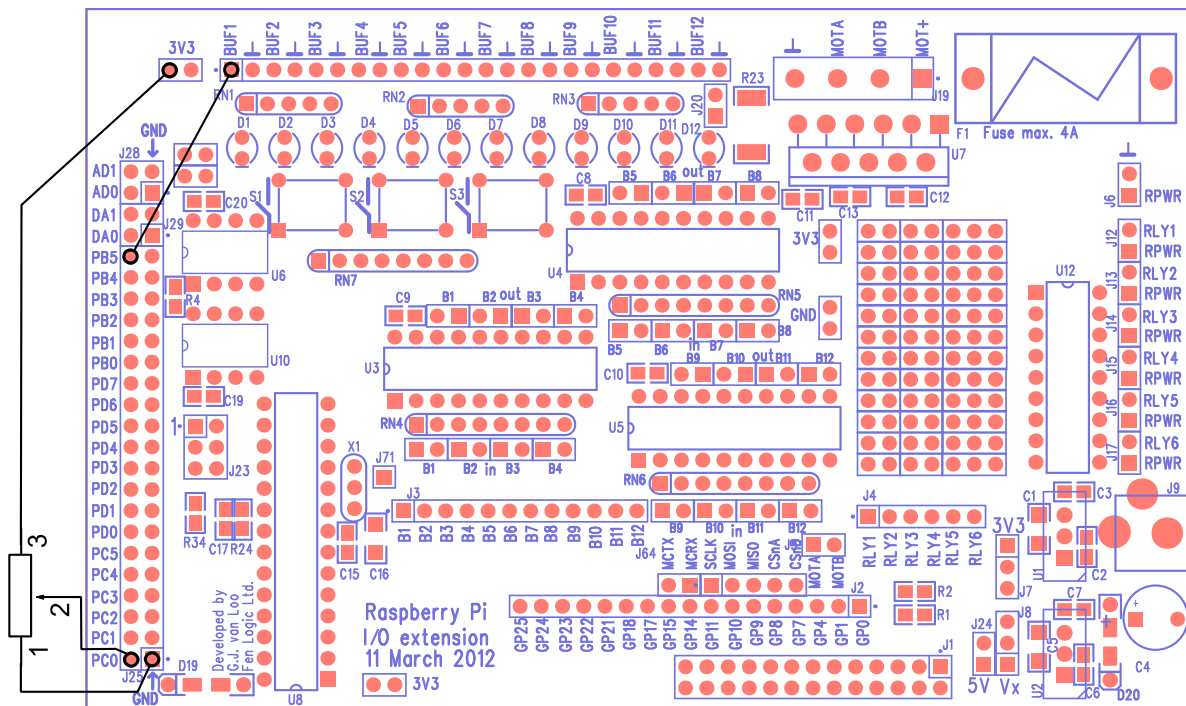 3V3
BUF1
BUF2
BUF3
BUF4
BUF5
BUF6
BUF7
BUF8
BUF9
BUF10
BUF11
BUF12
MOTA
MOTB
MOT+
J19
RN1
RN2
RN3
J20
R23
F1 Fuse max. 4A
GND
D1 D2 D3 D4 D5 D6 D7 D8 D9 D10 D11 D12
U7
J28
AD1
AD0
DA1
DA0
PB5
PB4
PB3
PB2
PB1
PB0
PD7
PD6
PD5
PD4
PD3
PD2
PD1
PD0
PC5
PC4
PC3
PC2
PC1
PC0
J25
GND
J29
C20
S1
S2
S3
C8
B5 B6 out B7 B8
C11
C13
C12
J6
RPWR
U6
RN7
U4
3V3
J12
RLY1
RPWR
J13
RLY2
RPWR
J14
RLY3
RPWR
J15
RLY4
RPWR
J16
RLY5
RPWR
J17
RLY6
RPWR
U12
R4
C9
B1 B2 out B3 B4
RN5
GND
B5 B6 in B7 B8
U10
U3
C10
B9 B10 out B11 B12
C19
RN4
U5
1
J23
X1
J71
B1 B2 in B3 B4
RN6
J3
B1
B2
B3
B4
B5
B6
B7
B8
B9
B10
B11
B12
B9 B10 in B11 B12
J4
RLY1
RLY2
RLY3
RLY4
RLY5
RLY6
C1
C3
J9
3V3
U1
C2
J7
R34
C17
R24
C15
C16
J64
MCTX
MCRX
SCLK
MOSI
MISO
CSnA
CSnB
MOTA
MOTB
R2
R1
J2
GP25
GP24
GP23
GP22
GP21
GP18
GP17
GP15
GP14
GP11
GP10
GP9
GP8
GP7
GP4
GP1
GP0
C7
J8
J24
C5
C4
+
+
5V Vx
U2
C6
D20
J1
Raspberry Pi
I/O extension
11 March 2012
3V3
U8
D19
Developed by
G.J. van Loo
Fen Logic Ltd.
3
2
1